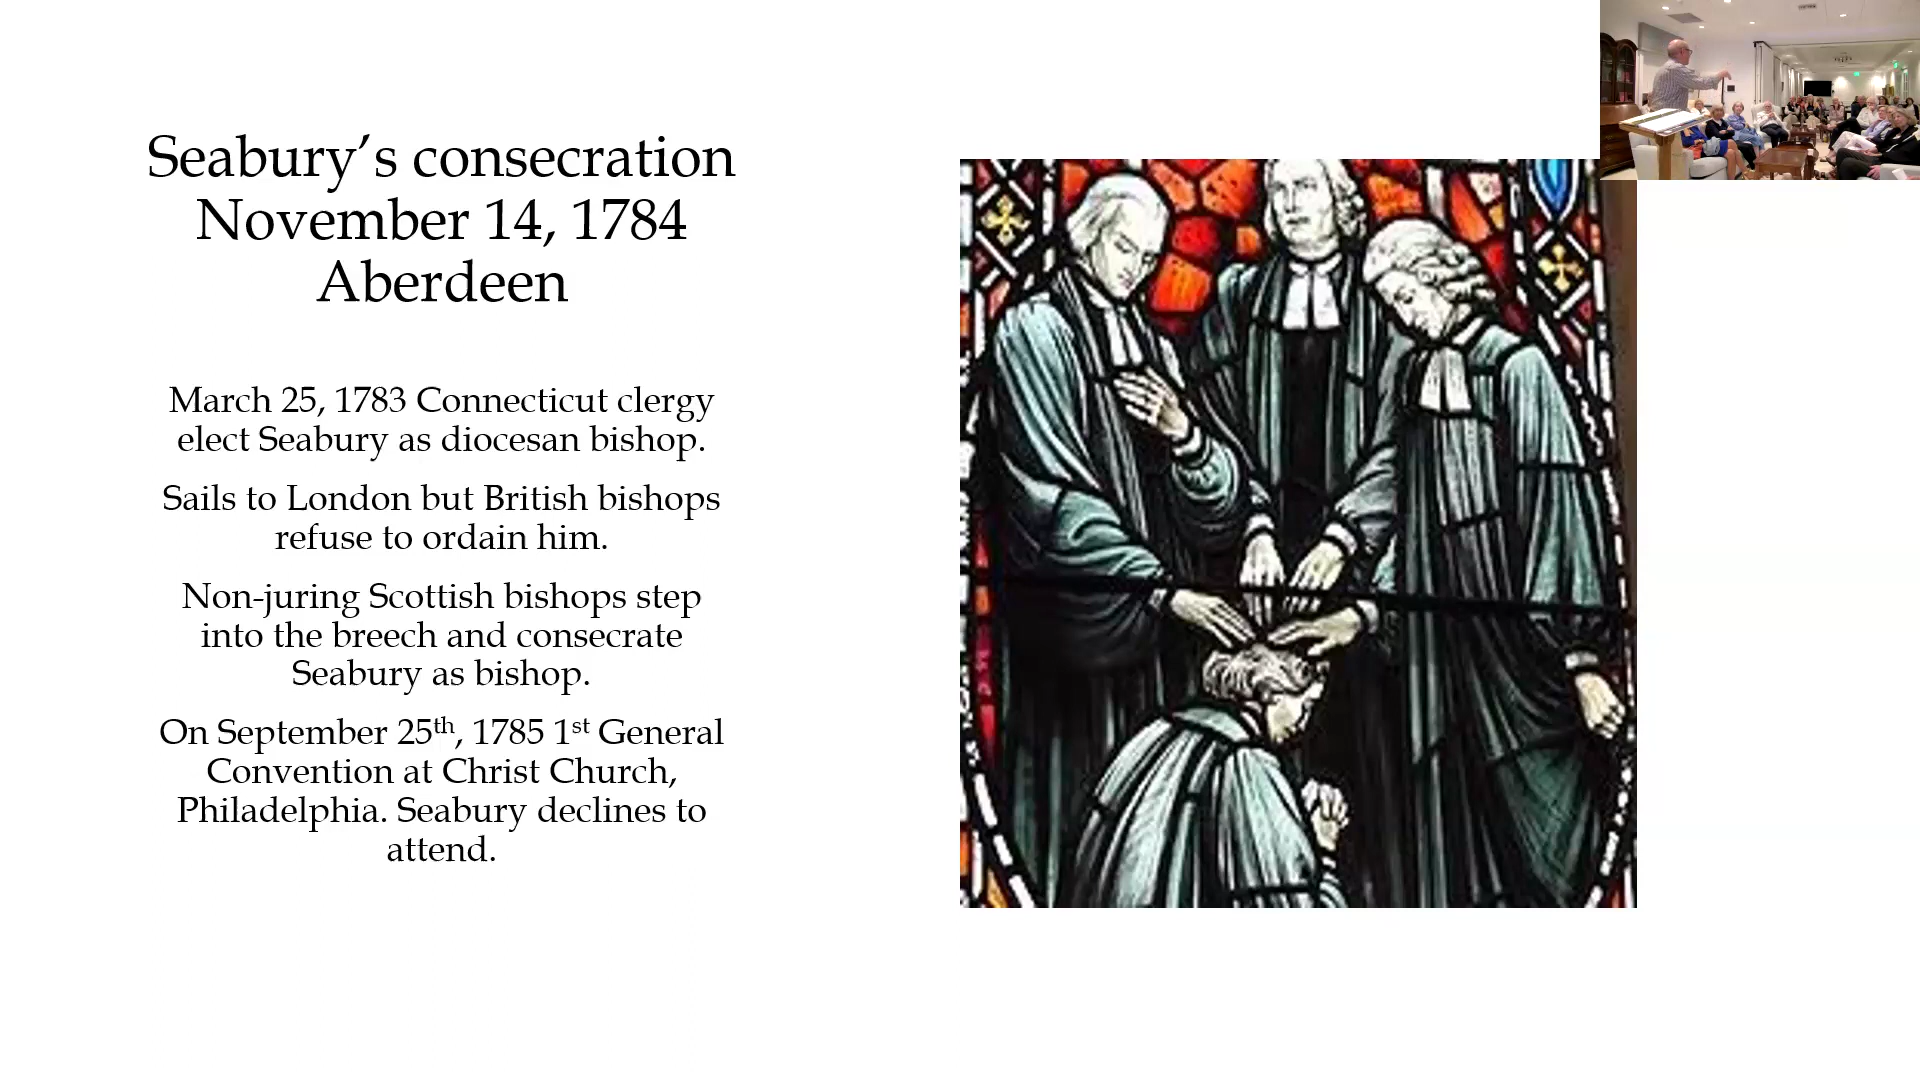 Seabury’s consecration
November 14, 1784
Aberdeen
March 25, 1783 Connecticut clergy
elect Seabury as diocesan bishop.
Sails to London but British bishops
refuse to ordain him.
Non-juring Scottish bishops step
into the breech and consecrate
Seabury as bishop.
On September 25th, 1785 1st General
Convention at Christ Church,
Philadelphia. Seabury declines to
attend.